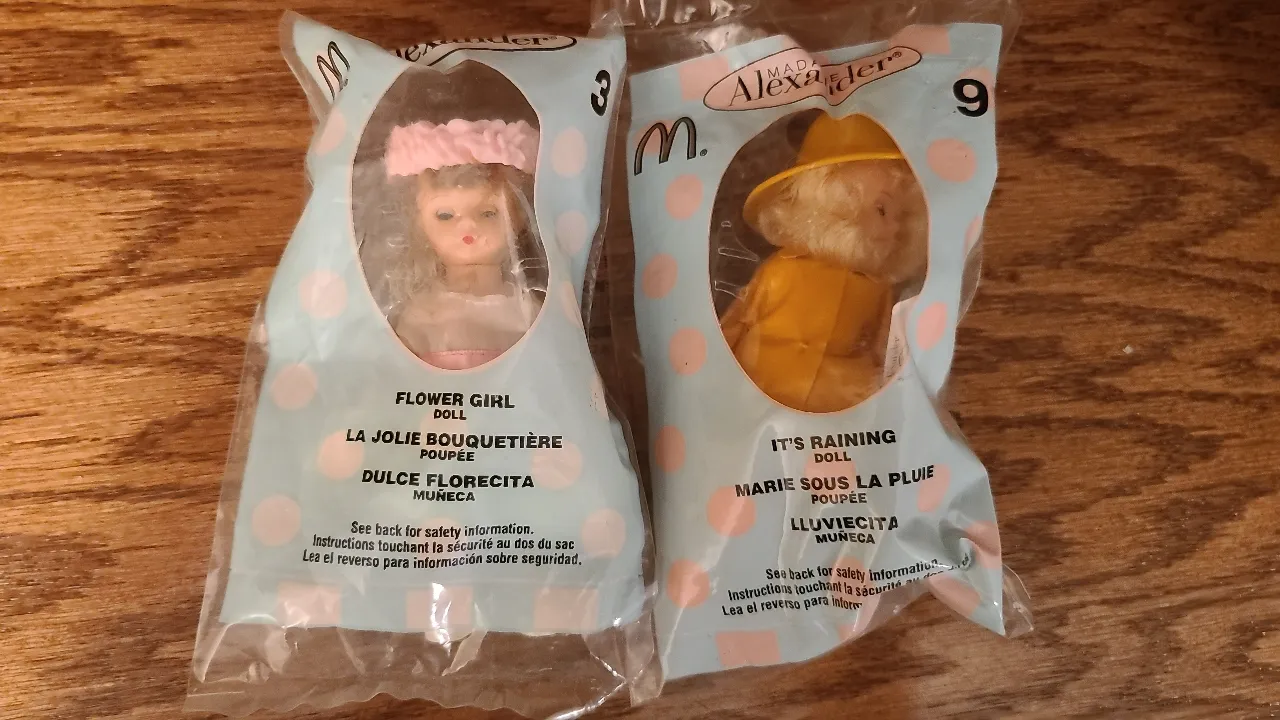 M
Alexander®
3
FLOWER GIRL
DOLL
LA JOLIE BOUQUETIÈRE
POUPÉE
DULCE FLORECITA
MUÑECA
See back for safety information.
Instructions touchant la sécurité au dos du sac
Lea el reverso para información sobre seguridad.
MADAME
Alexander®
9
M®
IT'S RAINING
DOLL
MARIE SOUS LA PLUIE
POUPÉE
LLUVIECITA
MUÑECA
See back for safety information.
Instructions touchant la sécurité au
Lea el reverso para